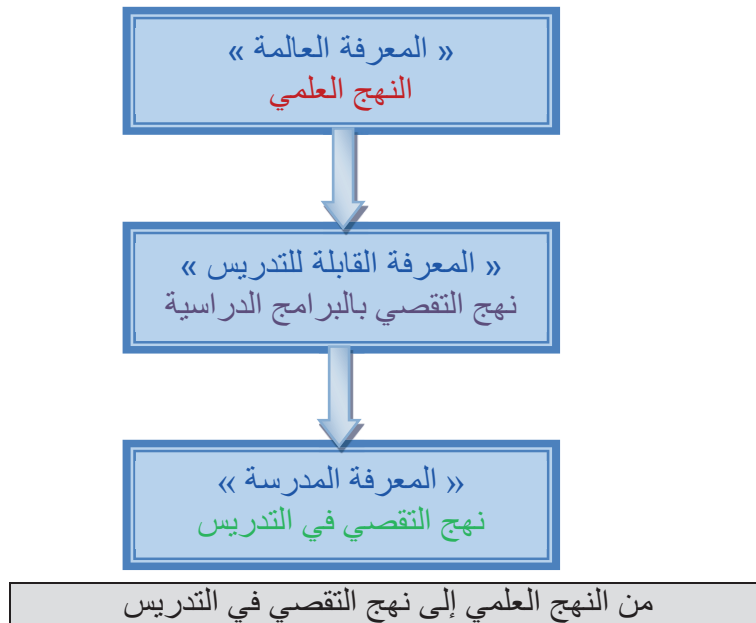 « المعرفة العالمة »
النهج العلمي
« المعرفة القابلة للتدريس »
نهج التقصي بالبرامج الدراسية
« المعرفة المدرسة »
نهج التقصي في التدريس
من النهج العلمي إلى نهج التقصي في التدريس